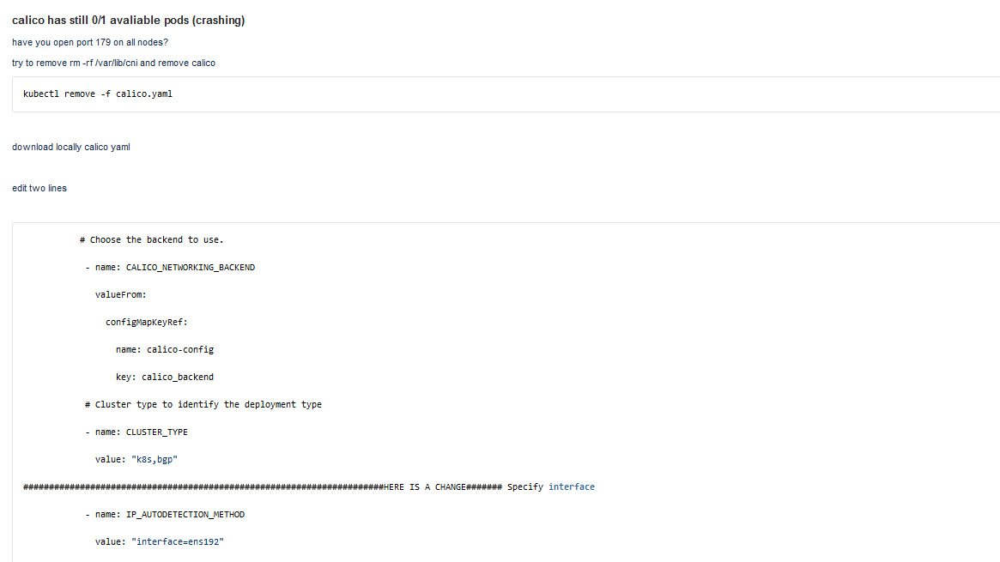 calico has still 0/1 avaliable pods (crashing)
have you open port 179 on all nodes?
try to remove rm -rf /var/lib/cni and remove calico
kubectl remove -f calico.yaml
download locally calico yaml
edit two lines
# Choose the backend to use.
- name: CALICO_NETWORKING_BACKEND
valueFrom:
configMapKeyRef:
name: calico-config
key: calico_backend
# Cluster type to identify the deployment type
- name: CLUSTER_TYPE
value: "k8s,bgp"
######################################################################HERE IS A CHANGE####### Specify interface
- name: IP_AUTODETECTION_METHOD
value: "interface=ens192"